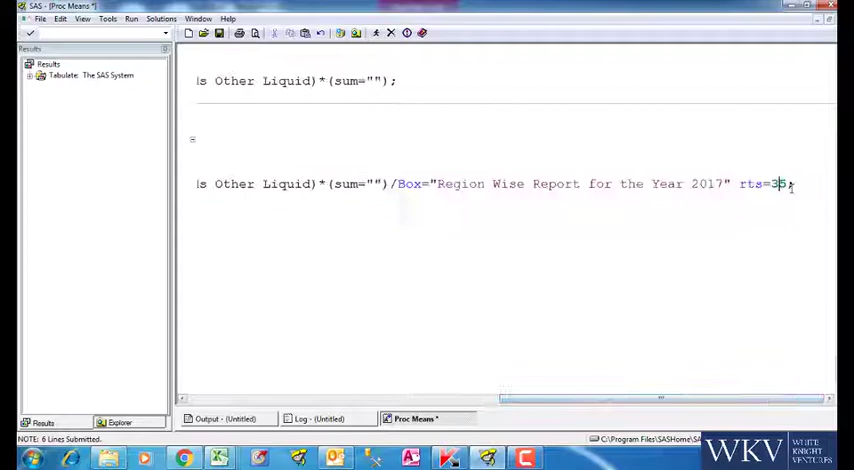 SAS - [Proc Means *]
File Edit View Tools Run Solutions Window Help
Results
Results
Tabulate: The SAS System
ls Other Liquid)*(sum="");
ls Other Liquid)*(sum="")/Box="Region Wise Report for the Year 2017" rts=35;
Results
Explorer
Output - (Untitled)
Log - (Untitled)
Proc Means *
NOTE: 6 Lines Submitted.
C:\Program Files\SASHome\SAS
WKV
WHITE
KNIGHT
VENTURES